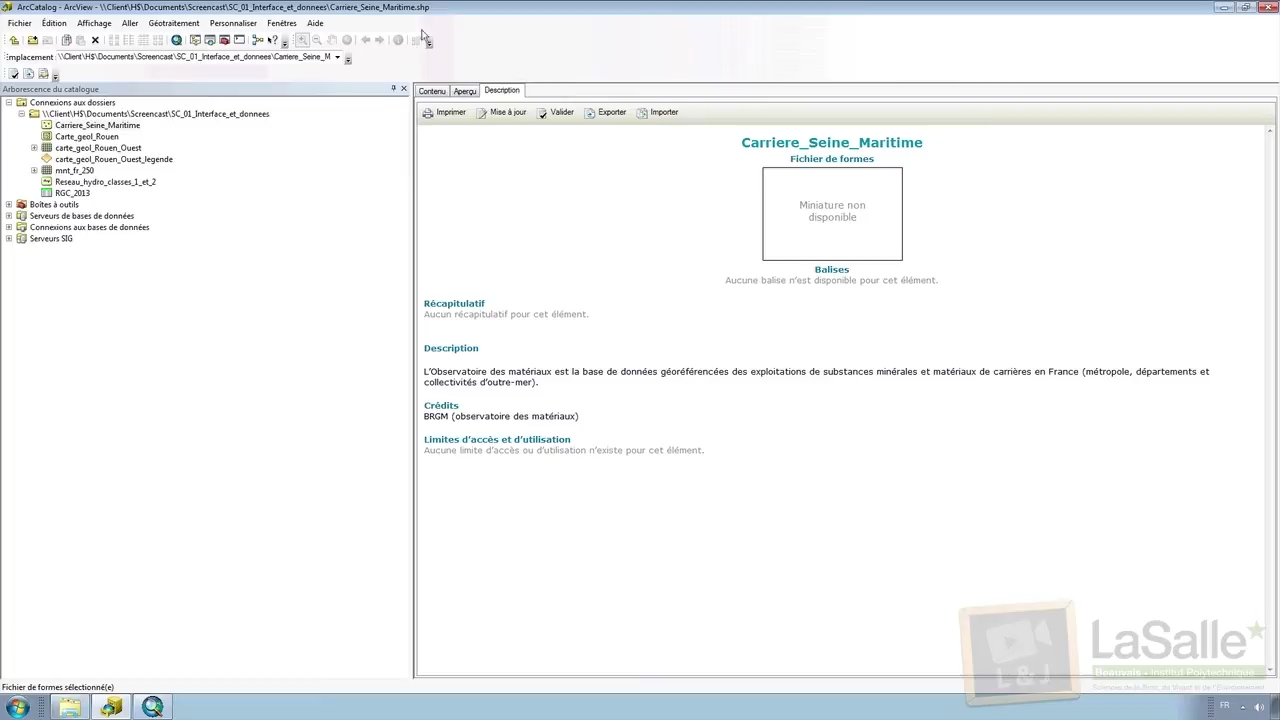 ArcCatalog - ArcView - \\Client\H$\Documents\Screencast\SC_01_Interface_et_données\Carriere_Seine_Maritime.shp
Fichier Édition Affichage Aller Géotraitement Personnaliser Fenêtres Aide
:mplacement: \\Client\H$\Documents\Screencast\SC_01_Interface_et_donnees\Carriere_Seine_M
Arborescence du catalogue
Connexions aux dossiers
\\Client\H$\Documents\Screencast\SC_01_Interface_et_donnees
Carriere_Seine_Maritime
Carte_geol_Rouen
carte_geol_Rouen_Ouest
carte_geol_Rouen_Ouest_legende
mnt_fr_250
Reseau_hydro_classes_1_et_2
RGC_2013
Boîtes à outils
Serveurs de bases de données
Connexions aux bases de données
Serveurs SIG
Contenu Aperçu Description
Imprimer Mise à jour Valider Exporter Importer
Carriere_Seine_Maritime
Fichier de formes
Miniature non
disponible
Balises
Aucune balise n'est disponible pour cet élément.
Récapitulatif
Aucun récapitulatif pour cet élément.
Description
L'Observatoire des matériaux est la base de données géoréférencées des exploitations de substances minérales et matériaux de carrières en France (métropole, départements et
collectivités d'outre-mer).
Crédits
BRGM (observatoire des matériaux)
Limites d'accès et d'utilisation
Aucune limite d'accès ou d'utilisation n'existe pour cet élément.
L & J
LaSalle
Beauvais - Institut Polytechnique
Fichier de formes sélectionné(e)
FR